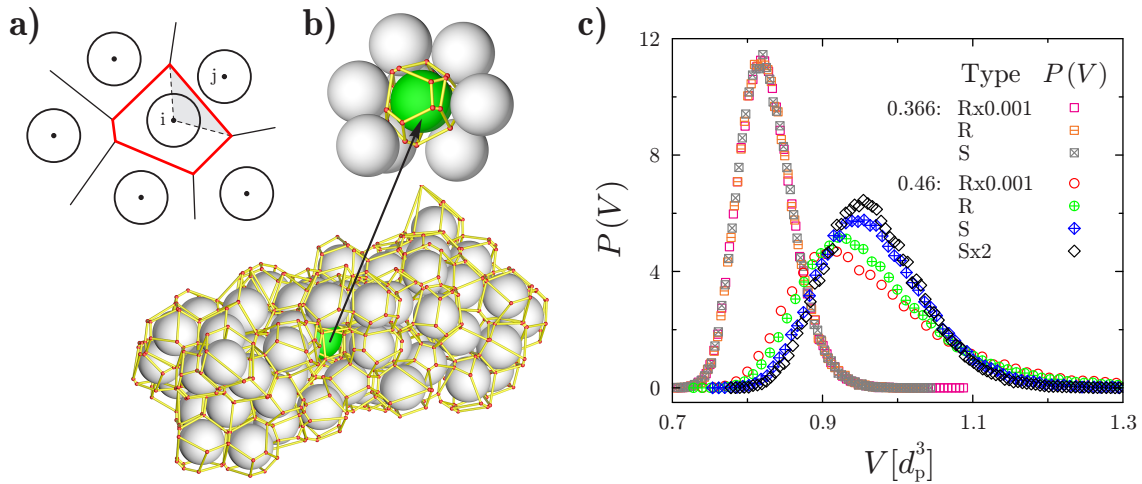 a)
j
i
b)
c)
P (V)
12
8
4
0
0.7 0.9 1.1 1.3
V [d_p^3]
Type P (V)
0.366: Rx0.001
R
S
0.46: Rx0.001
R
S
Sx2